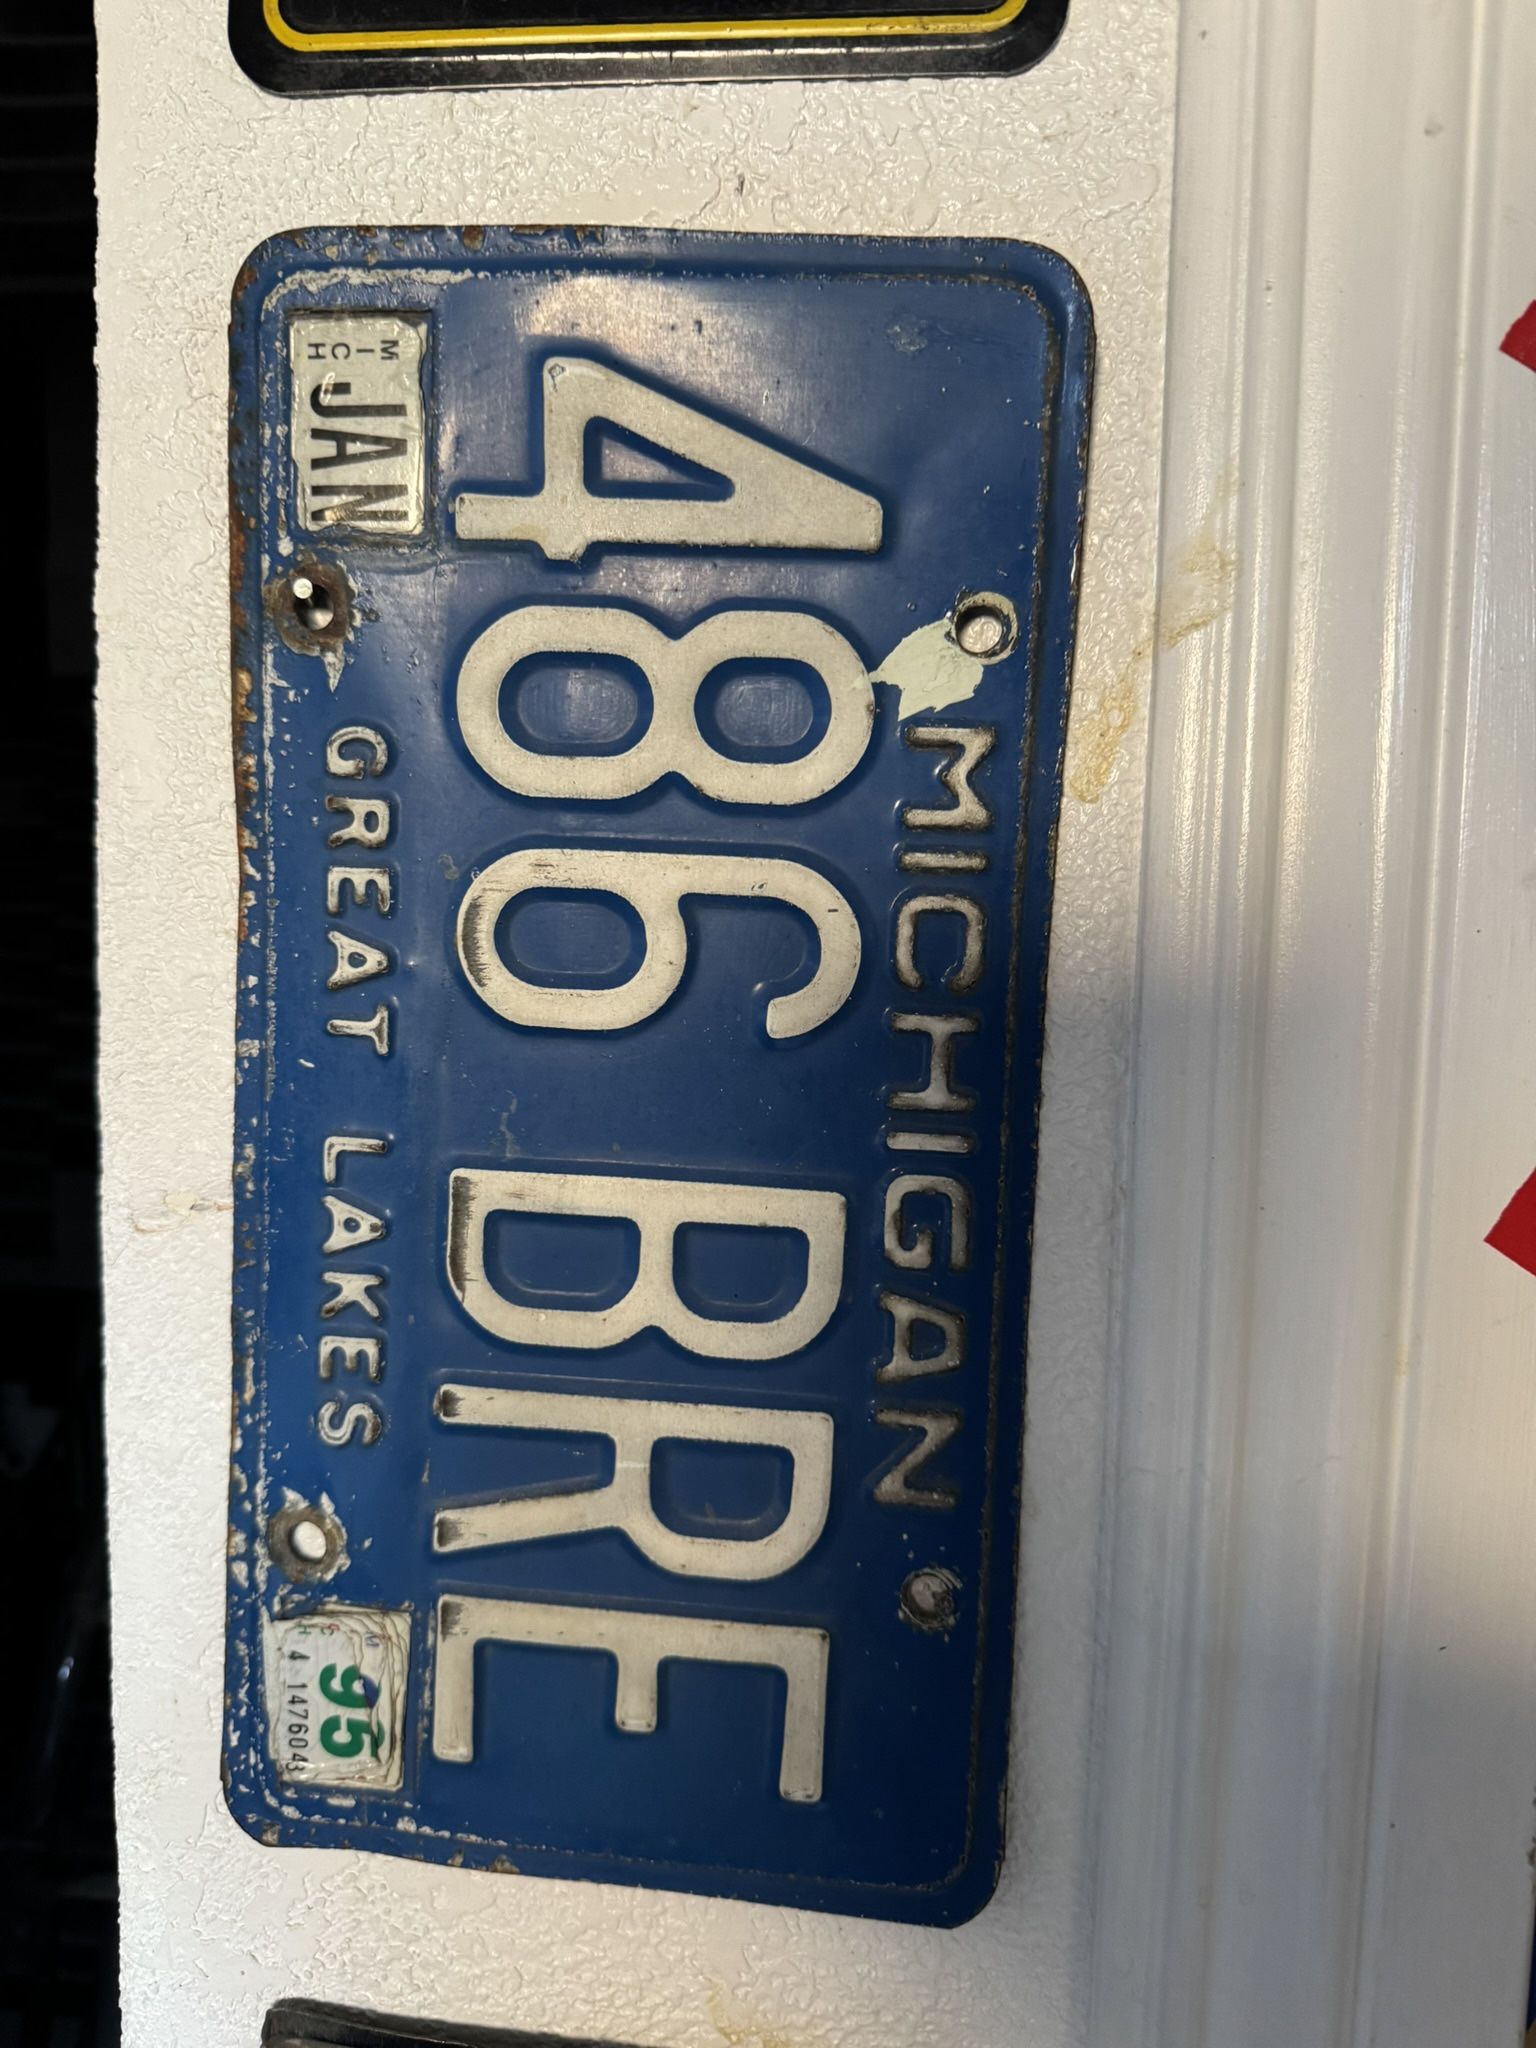 MICHIGAN
486 BRE
MICH JAN
GREAT LAKES
95
4 1476043